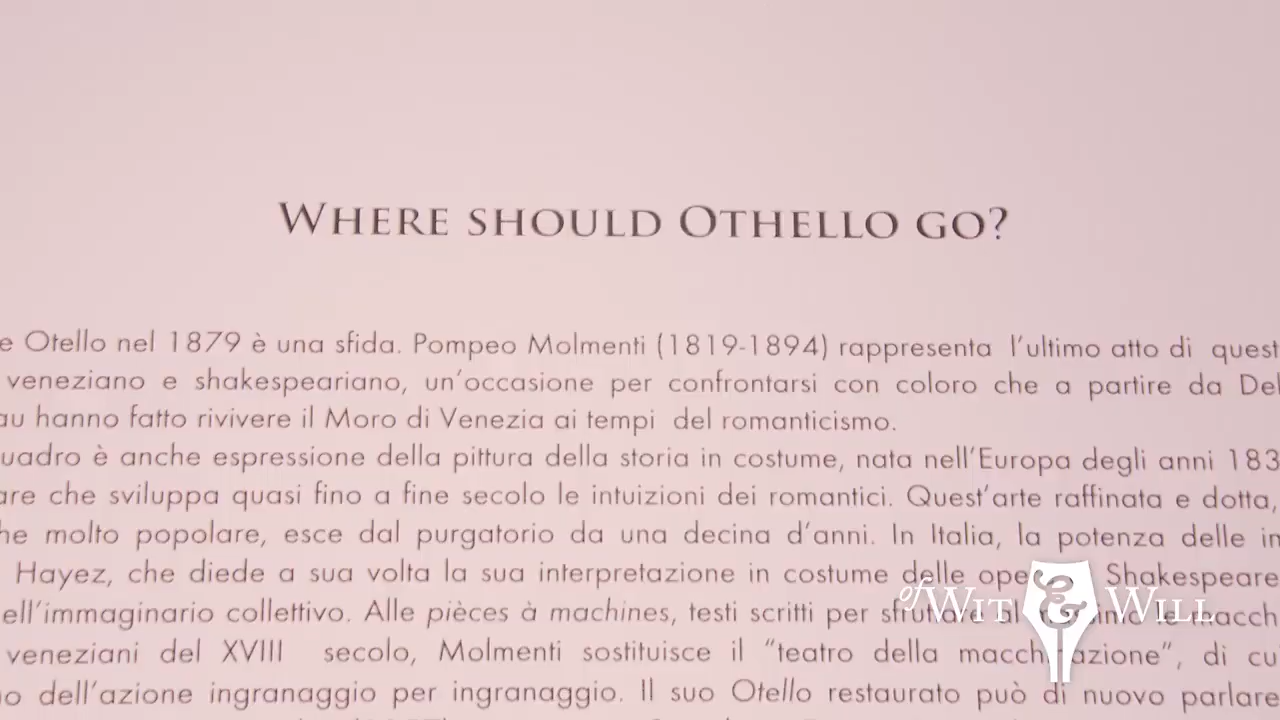 WHERE SHOULD OTHELLO GO?
e Otello nel 1879 è una sfida. Pompeo Molmenti (1819-1894) rappresenta l'ultimo atto di quest
veneziano e shakespeariano, un'occasione per confrontarsi con coloro che a partire da Del
au hanno fatto rivivere il Moro di Venezia ai tempi del romanticismo.
uadro è anche espressione della pittura della storia in costume, nata nell'Europa degli anni 183
are che sviluppa quasi fino a fine secolo le intuizioni dei romantici. Quest'arte raffinata e dotta,
he molto popolare, esce dal purgatorio da una decina d'anni. In Italia, la potenza delle im
Hayez, che diede a sua volta la sua interpretazione in costume delle ope Shakespeare
ell'immaginario collettivo. Alle pièces à machines, testi scritti per sfruttare al le macch
veneziani del XVIII secolo, Molmenti sostituisce il "teatro della macchinazione", di cui
no dell'azione ingranaggio per ingranaggio. Il suo Otello restaurato può di nuovo parlare
of WIT & WILL